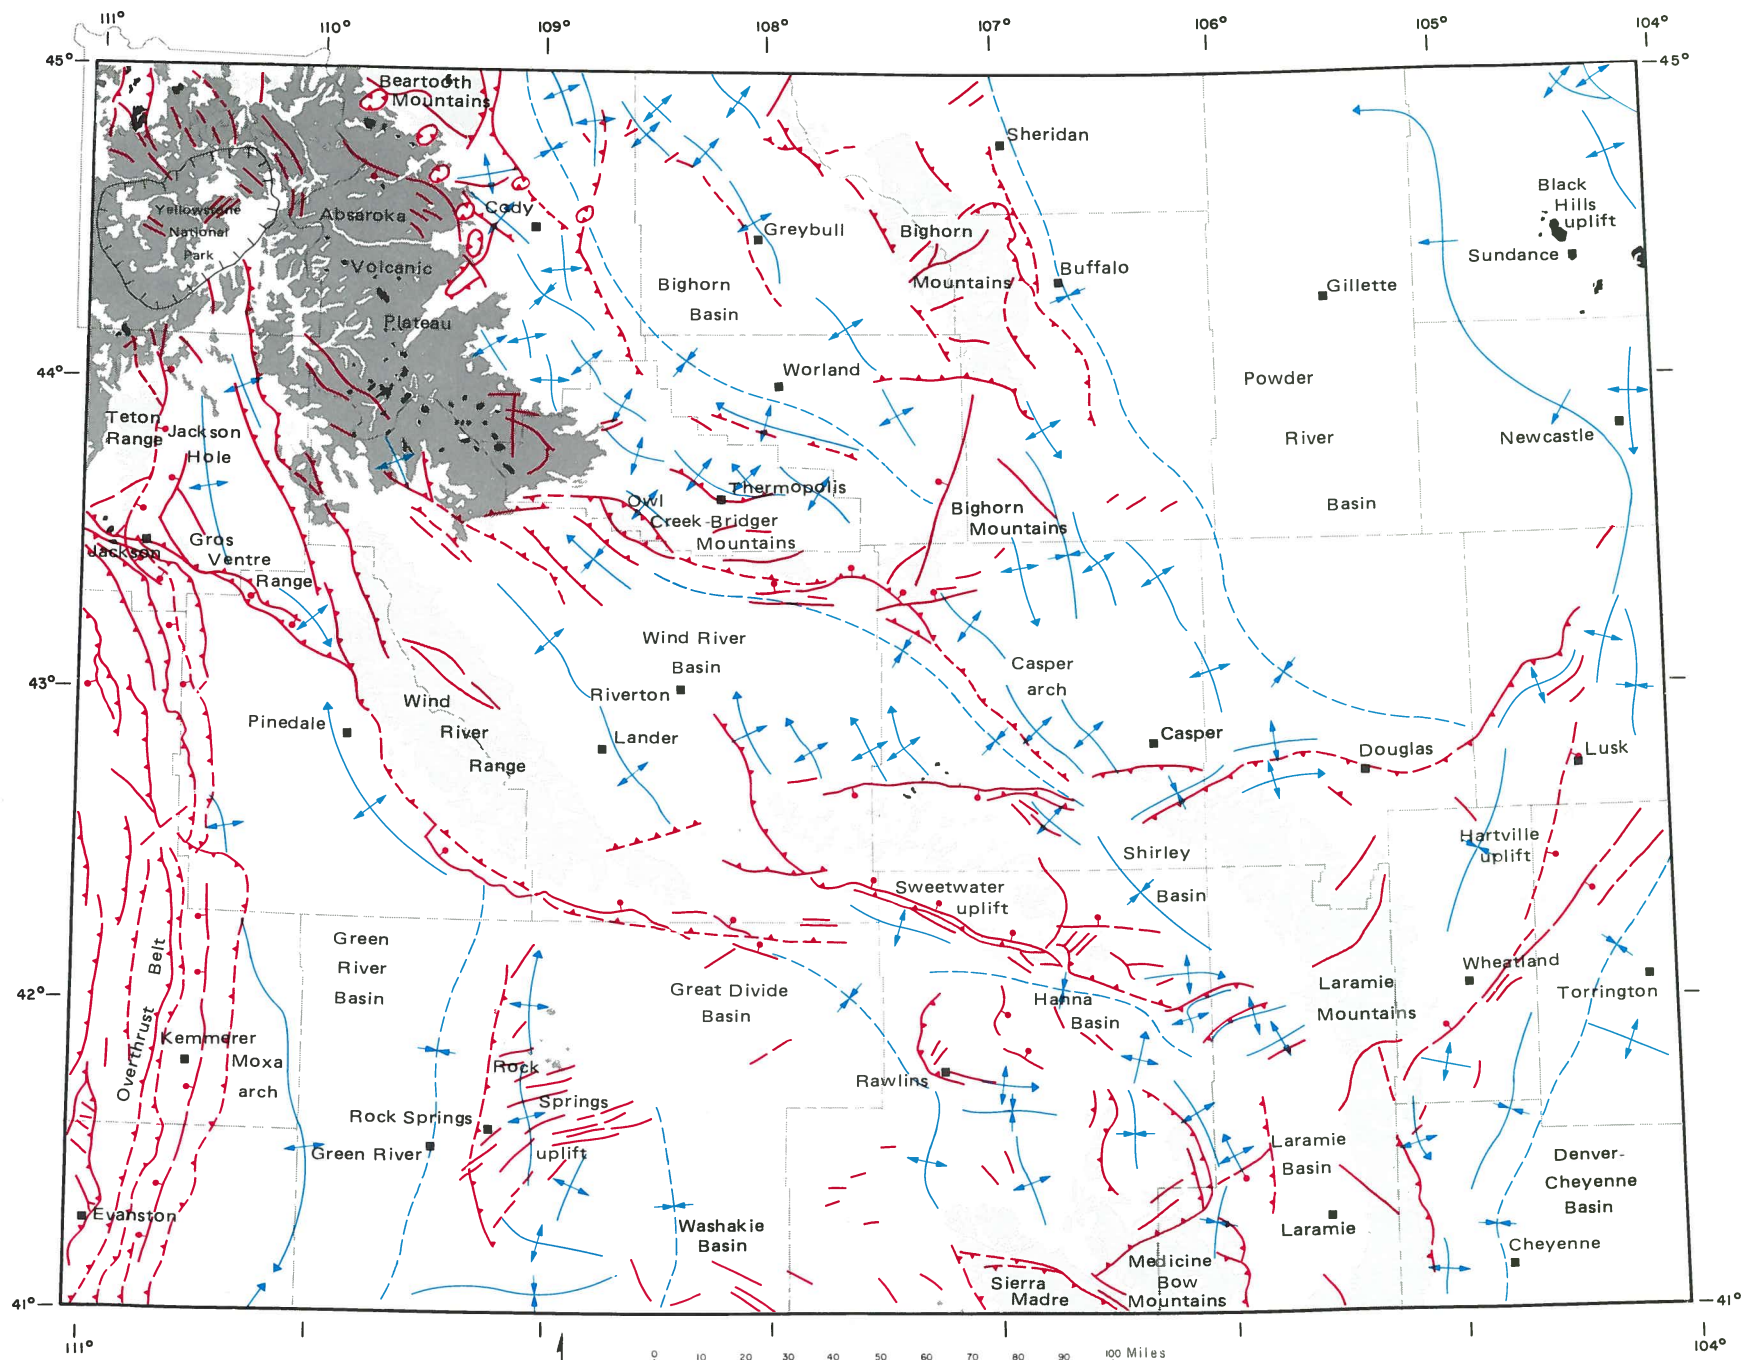 111°
110°
109°
108°
107°
106°
105°
104°
45°
45°
Beartooth
Mountains
Sheridan
Black
Hills
uplift
Yellowstone
National
Park
Absaroka
Cody
Greybull
Bighorn
Sundance
Volcanic
Buffalo
Bighorn
Basin
Mountains
Gillette
Plateau
44°
Worland
Powder
Teton
Range
Jackson
Hole
River
Newcastle
Thermopolis
Owl
Creek-Bridger
Mountains
Bighorn
Mountains
Basin
Jackson
Gros
Ventre
Range
Wind River
Basin
Casper
arch
43°
Riverton
Wind
River
Range
Pinedale
Lander
Casper
Douglas
Lusk
Hartville
uplift
Shirley
Basin
Sweetwater
uplift
Green
River
Basin
Overthrust Belt
Wheatland
Torrington
42°
Great Divide
Basin
Hanna
Basin
Laramie
Mountains
Kemmerer
Moxa
arch
Rock
Springs
uplift
Rawlins
Rock Springs
Green River
Laramie
Basin
Denver-
Cheyenne
Basin
Evanston
Washakie
Basin
Laramie
Cheyenne
Medicine
Bow
Mountains
Sierra
Madre
41°
41°
111°
104°
0 10 20 30 40 50 60 70 80 90 100 Miles